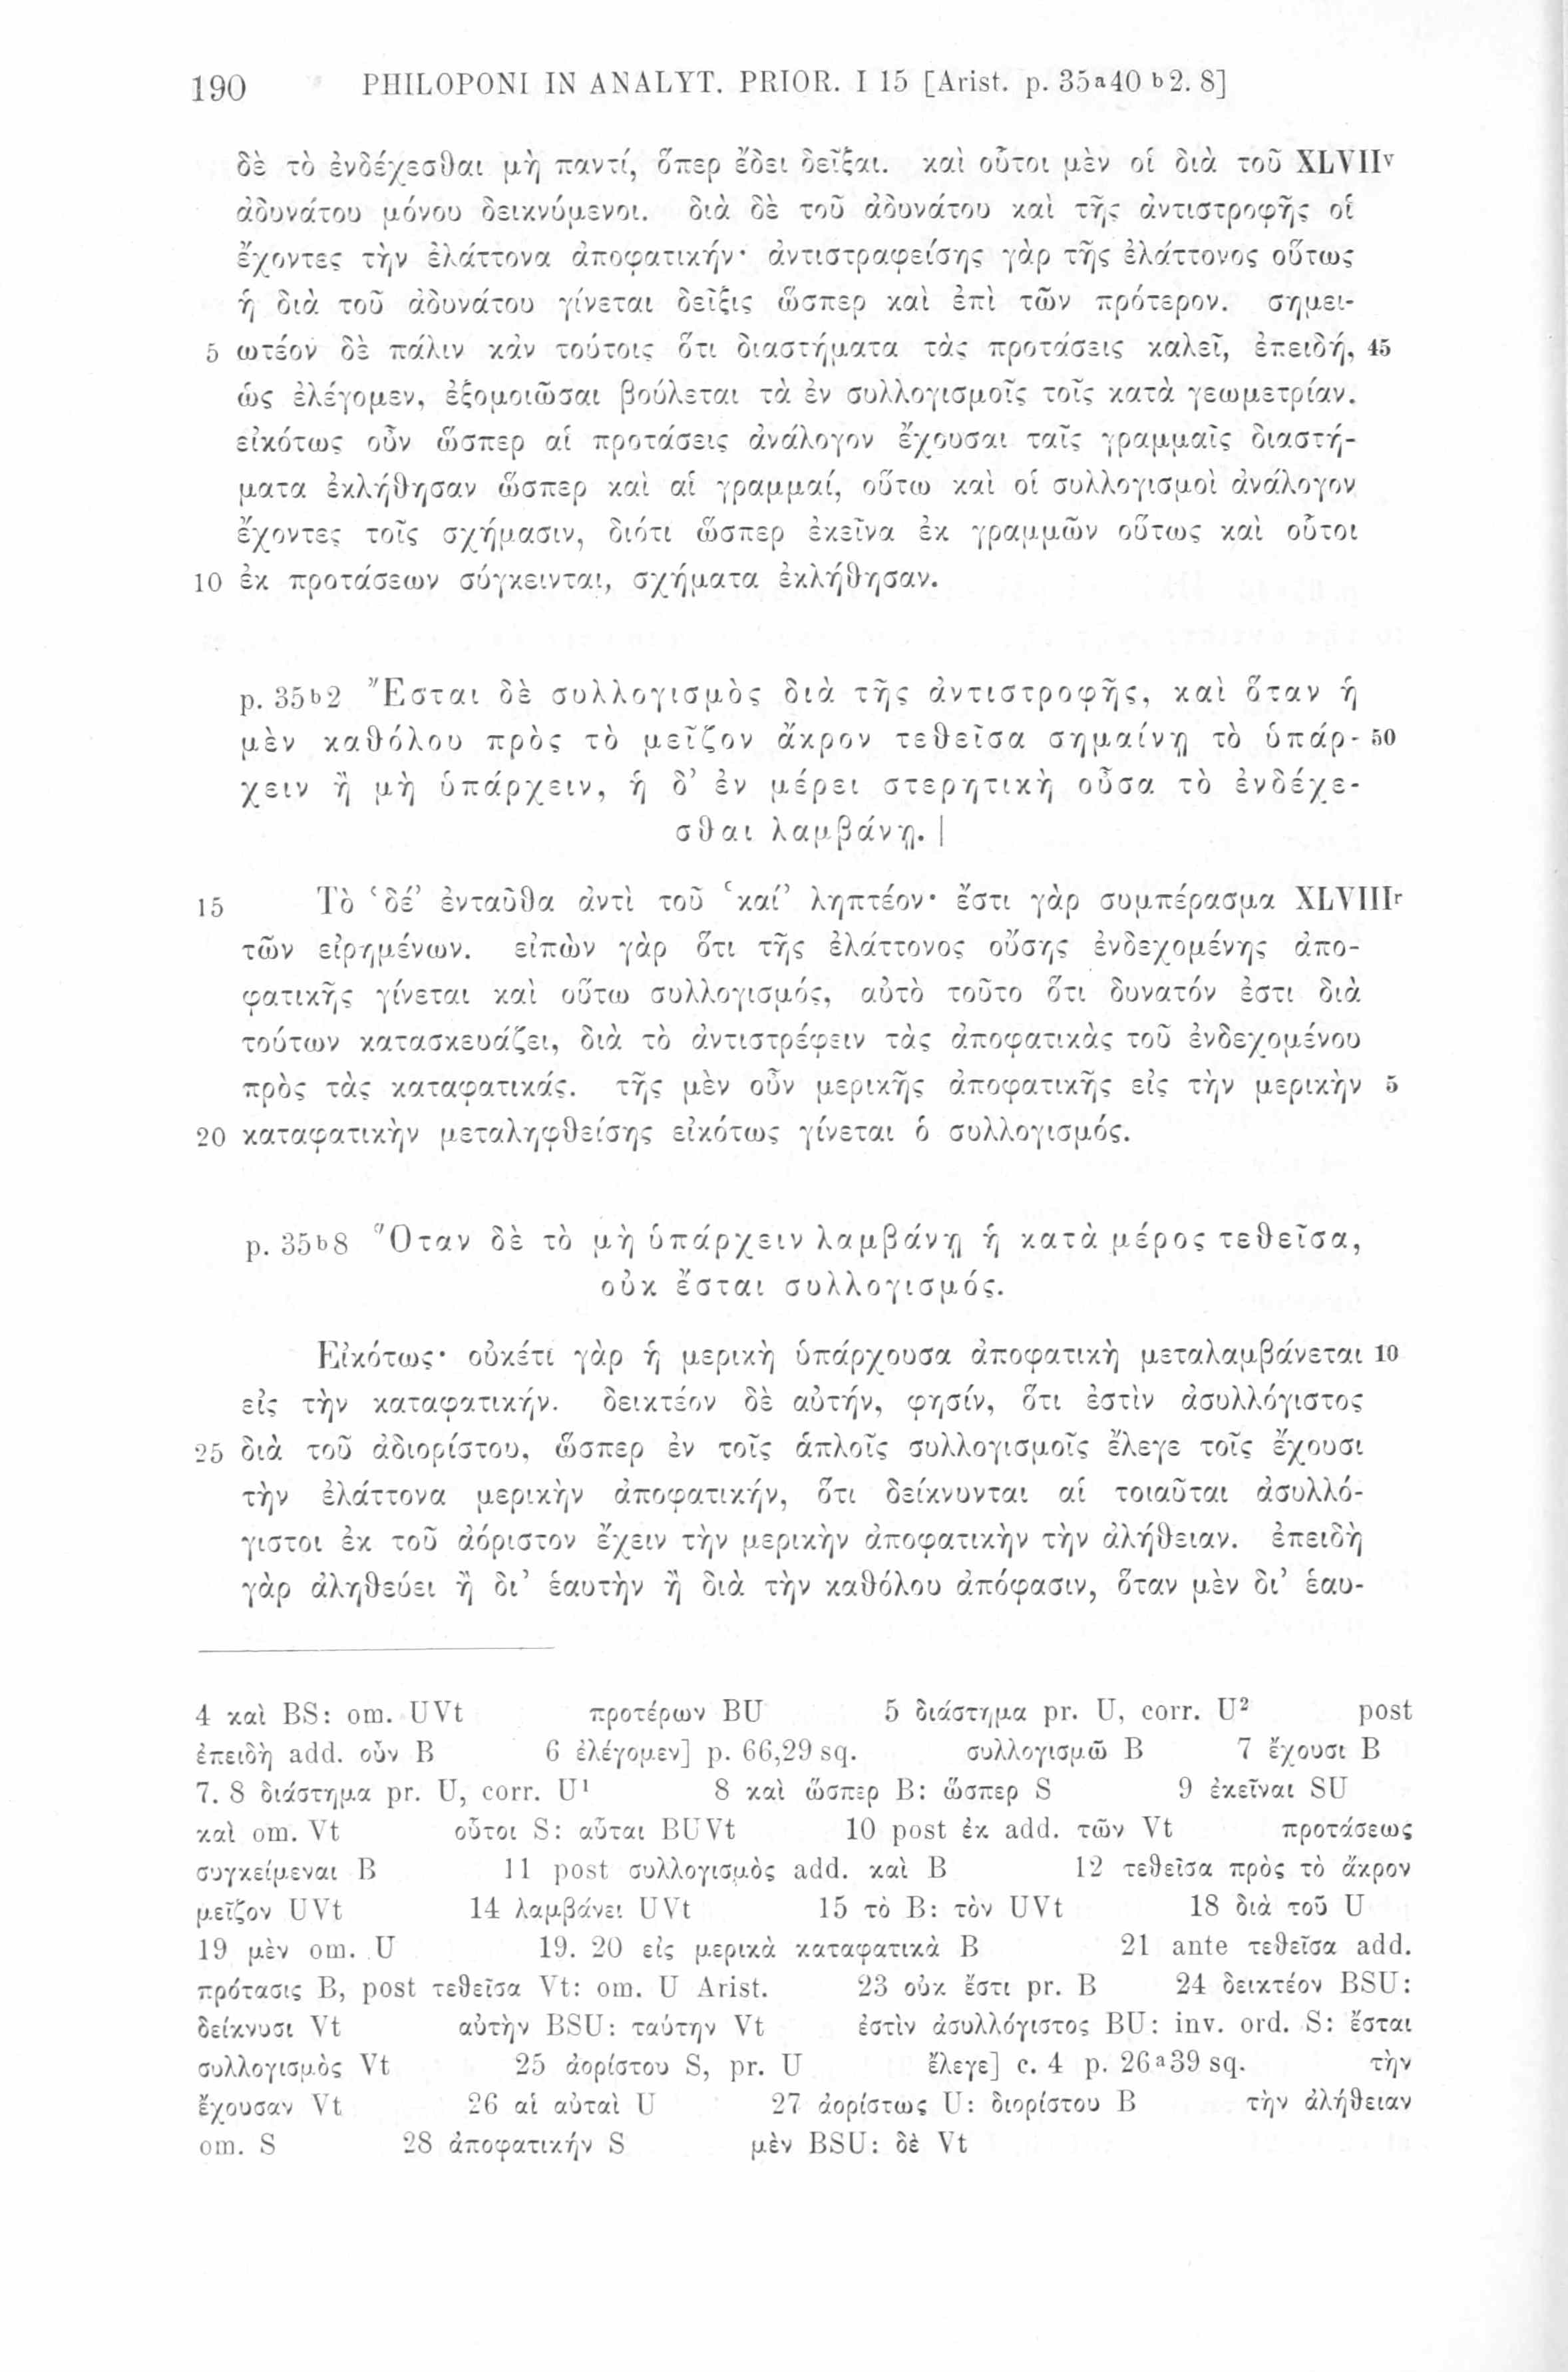 190 PHILOPONI IN ANALYT. PRIOR. I 15 [Arist. p. 35a40 b2. 8]
δὲ τὸ ἐνδέχεσθαι μὴ παντί, ὅπερ ἔδει δεῖξαι. καὶ οὗτοι μὲν οἱ διὰ τοῦ XLVIIv
ἀδυνάτου μόνου δεικνύμενοι. διὰ δὲ τοῦ ἀδυνάτου καὶ τῆς ἀντιστροφῆς οἱ
ἔχοντες τὴν ἐλάττονα ἀποφατικήν· ἀντιστραφείσης γὰρ τῆς ἐλάττονος οὕτως
ἡ διὰ τοῦ ἀδυνάτου γίνεται δεῖξις ὥσπερ καὶ ἐπὶ τῶν πρότερον. σημει-
5 ωτέον δὲ πάλιν κἀν τούτοις ὅτι διαστήματα τὰς προτάσεις καλεῖ, ἐπειδή, 45
ὡς ἐλέγομεν, ἐξομοιῶσαι βούλεται τὰ ἐν συλλογισμοῖς τοῖς κατὰ γεωμετρίαν.
εἰκότως οὖν ὥσπερ αἱ προτάσεις ἀνάλογον ἔχουσαι ταῖς γραμμαῖς διαστή-
ματα ἐκλήθησαν ὥσπερ καὶ αἱ γραμμαί, οὕτω καὶ οἱ συλλογισμοὶ ἀνάλογον
ἔχοντες τοῖς σχήμασιν, διότι ὥσπερ ἐκεῖνα ἐκ γραμμῶν οὕτως καὶ οὗτοι
10 ἐκ προτάσεων σύγκεινται, σχήματα ἐκλήθησαν.
p. 35b2 Ἔσται δὲ συλλογισμὸς διὰ τῆς ἀντιστροφῆς, καὶ ὅταν ἡ
μὲν καθόλου πρὸς τὸ μεῖζον ἄκρον τεθεῖσα σημαίνῃ τὸ ὑπάρ- 50
χειν ἢ μὴ ὑπάρχειν, ἡ δ’ ἐν μέρει στερητικὴ οὖσα τὸ ἐνδέχε-
σθαι λαμβάνῃ. |
15 Τὸ ‘δέ’ ἐνταῦθα ἀντὶ τοῦ ‘καί’ ληπτέον· ἔστι γὰρ συμπέρασμα XLVIIIr
τῶν εἰρημένων. εἰπὼν γὰρ ὅτι τῆς ἐλάττονος οὔσης ἐνδεχομένης ἀπο-
φατικῆς γίνεται καὶ οὕτω συλλογισμός, αὐτὸ τοῦτο ὅτι δυνατόν ἐστι διὰ
τούτων κατασκευάζει, διὰ τὸ ἀντιστρέφειν τὰς ἀποφατικὰς τοῦ ἐνδεχομένου
πρὸς τὰς καταφατικάς. τῆς μὲν οὖν μερικῆς ἀποφατικῆς εἰς τὴν μερικὴν 5
20 καταφατικὴν μεταληφθείσης εἰκότως γίνεται ὁ συλλογισμός.
p. 35b8 Ὅταν δὲ τὸ μὴ ὑπάρχειν λαμβάνῃ ἡ κατὰ μέρος τεθεῖσα,
οὐκ ἔσται συλλογισμός.
Εἰκότως· οὐκέτι γὰρ ἡ μερικὴ ὑπάρχουσα ἀποφατικὴ μεταλαμβάνεται 10
εἰς τὴν καταφατικήν. δεικτέον δὲ αὐτήν, φησίν, ὅτι ἐστὶν ἀσυλλόγιστος
25 διὰ τοῦ ἀδιορίστου, ὥσπερ ἐν τοῖς ἁπλοῖς συλλογισμοῖς ἔλεγε τοῖς ἔχουσι
τὴν ἐλάττονα μερικὴν ἀποφατικήν, ὅτι δείκνυνται αἱ τοιαῦται ἀσυλλό-
γιστοι ἐκ τοῦ ἀόριστον ἔχειν τὴν μερικὴν ἀποφατικὴν τὴν ἀλήθειαν. ἐπειδὴ
γὰρ ἀληθεύει ἢ δι’ ἑαυτὴν ἢ διὰ τὴν καθόλου ἀπόφασιν, ὅταν μὲν δι’ ἑαυ-
4 καὶ BS: om. UVt προτέρων BU 5 διάστημα pr. U, corr. U² post
ἐπειδὴ add. οὖν B 6 ἐλέγομεν] p. 66,29 sq. συλλογισμῶ B 7 ἔχουσι B
7. 8 διάστημα pr. U, corr. U¹ 8 καὶ ὥσπερ B: ὥσπερ S 9 ἐκεῖναι SU
καὶ om. Vt οὗτοι S: αὗται BUVt 10 post ἐκ add. τῶν Vt προτάσεως
συγκείμεναι B 11 post συλλογισμὸς add. καὶ B 12 τεθεῖσα πρὸς τὸ ἄκρον
μεῖζον UVt 14 λαμβάνει UVt 15 τὸ B: τὸν UVt 18 διὰ τοῦ U
19 μὲν om. U 19. 20 εἰς μερικὰ καταφατικὰ B 21 ante τεθεῖσα add.
πρότασις B, post τεθεῖσα Vt: om. U Arist. 23 οὐκ ἔστι pr. B 24 δεικτέον BSU:
δείκνυσι Vt αὐτὴν BSU: ταύτην Vt ἐστὶν ἀσυλλόγιστος BU: inv. ord. S: ἔσται
συλλογισμὸς Vt 25 ἀορίστου S, pr. U ἔλεγε] c. 4 p. 26a39 sq. τὴν
ἔχουσαν Vt 26 αἱ αὐταὶ U 27 ἀορίστως U: διορίστου B τὴν ἀλήθειαν
om. S 28 ἀποφατικήν S μὲν BSU: δὲ Vt